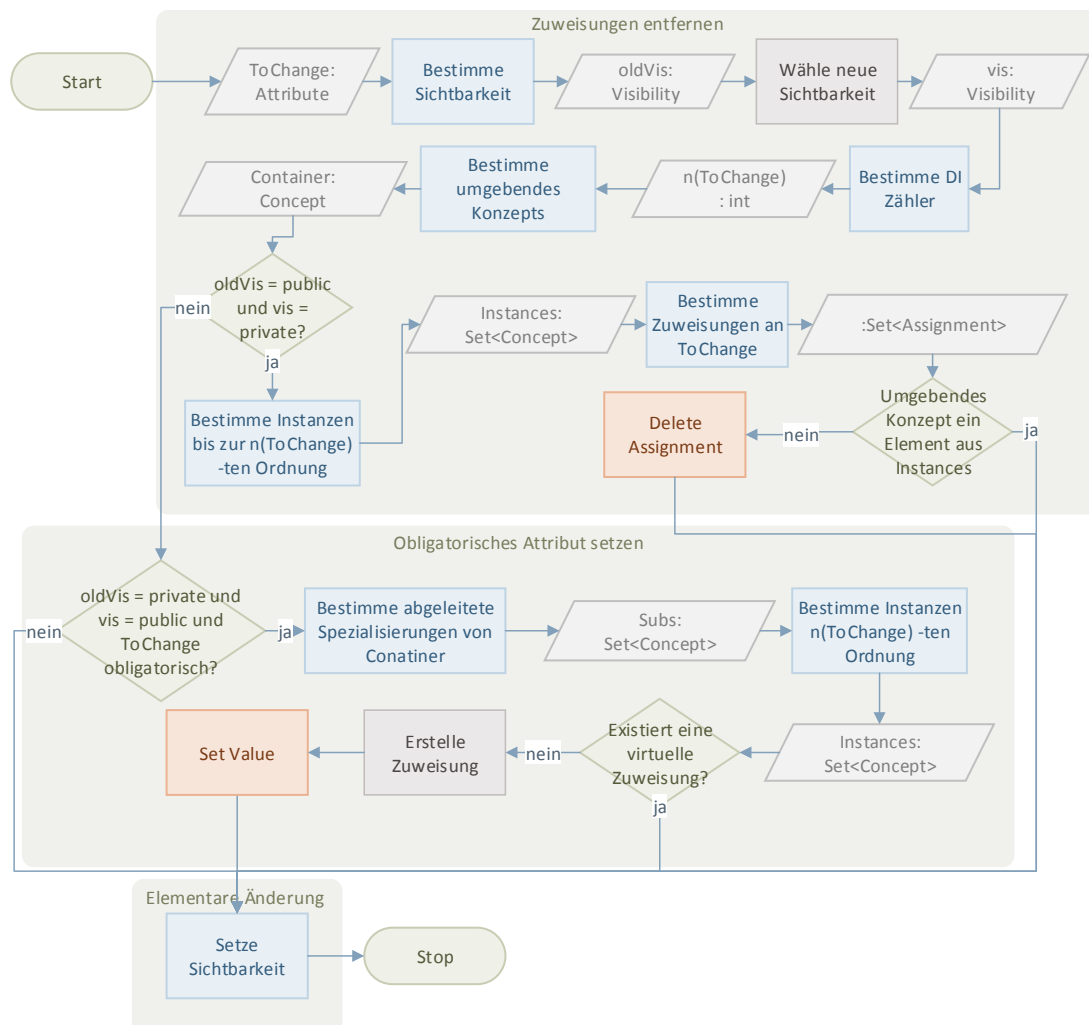 Zuweisungen entfernen
Start
ToChange:
Attribute
Bestimme
Sichtbarkeit
oldVis:
Visibility
Wähle neue
Sichtbarkeit
vis:
Visibility
Container:
Concept
Bestimme
umgebendes
Konzepts
n(ToChange)
: int
Bestimme DI
Zähler
oldVis = public
und vis =
private?
nein
ja
Instances:
Set<Concept>
Bestimme
Zuweisungen an
ToChange
:Set<Assignment>
Bestimme Instanzen
bis zur n(ToChange)
-ten Ordnung
Delete
Assignment
nein
Umgebendes
Konzept ein
Element aus
Instances
ja
Obligatorisches Attribut setzen
oldVis = private und
vis = public und
ToChange
obligatorisch?
nein
ja
Bestimme abgeleitete
Spezialisierungen von
Conatiner
Subs:
Set<Concept>
Bestimme Instanzen
n(ToChange) -ten
Ordnung
Set Value
Erstelle
Zuweisung
nein
Existiert eine
virtuelle
Zuweisung?
ja
Instances:
Set<Concept>
Elementare Änderung
Setze
Sichtbarkeit
Stop